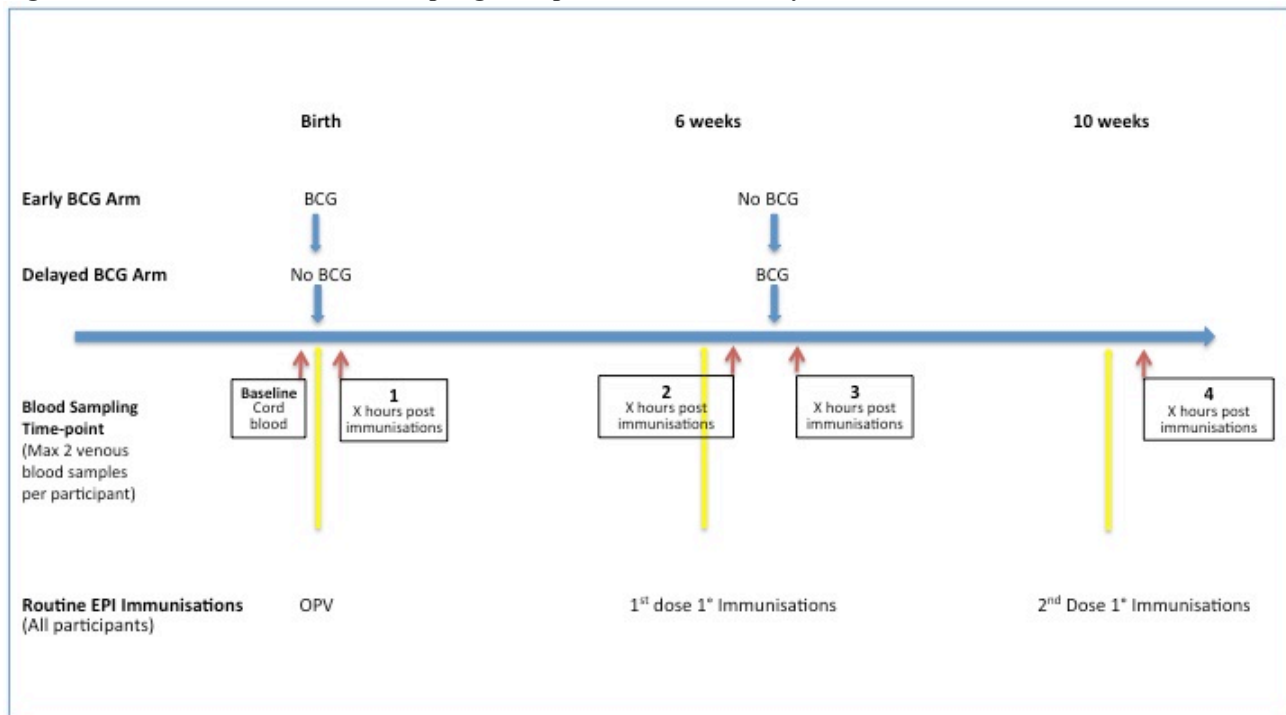 Birth 6 weeks 10 weeks
Early BCG Arm BCG No BCG
Delayed BCG Arm No BCG BCG
Baseline
Cord
blood
1
X hours post
immunisations
2
X hours post
immunisations
3
X hours post
immunisations
4
X hours post
immunisations
Blood Sampling
Time-point
(Max 2 venous
blood samples
per participant)
Routine EPI Immunisations OPV 1st dose 1° Immunisations 2nd Dose 1° Immunisations
(All participants)